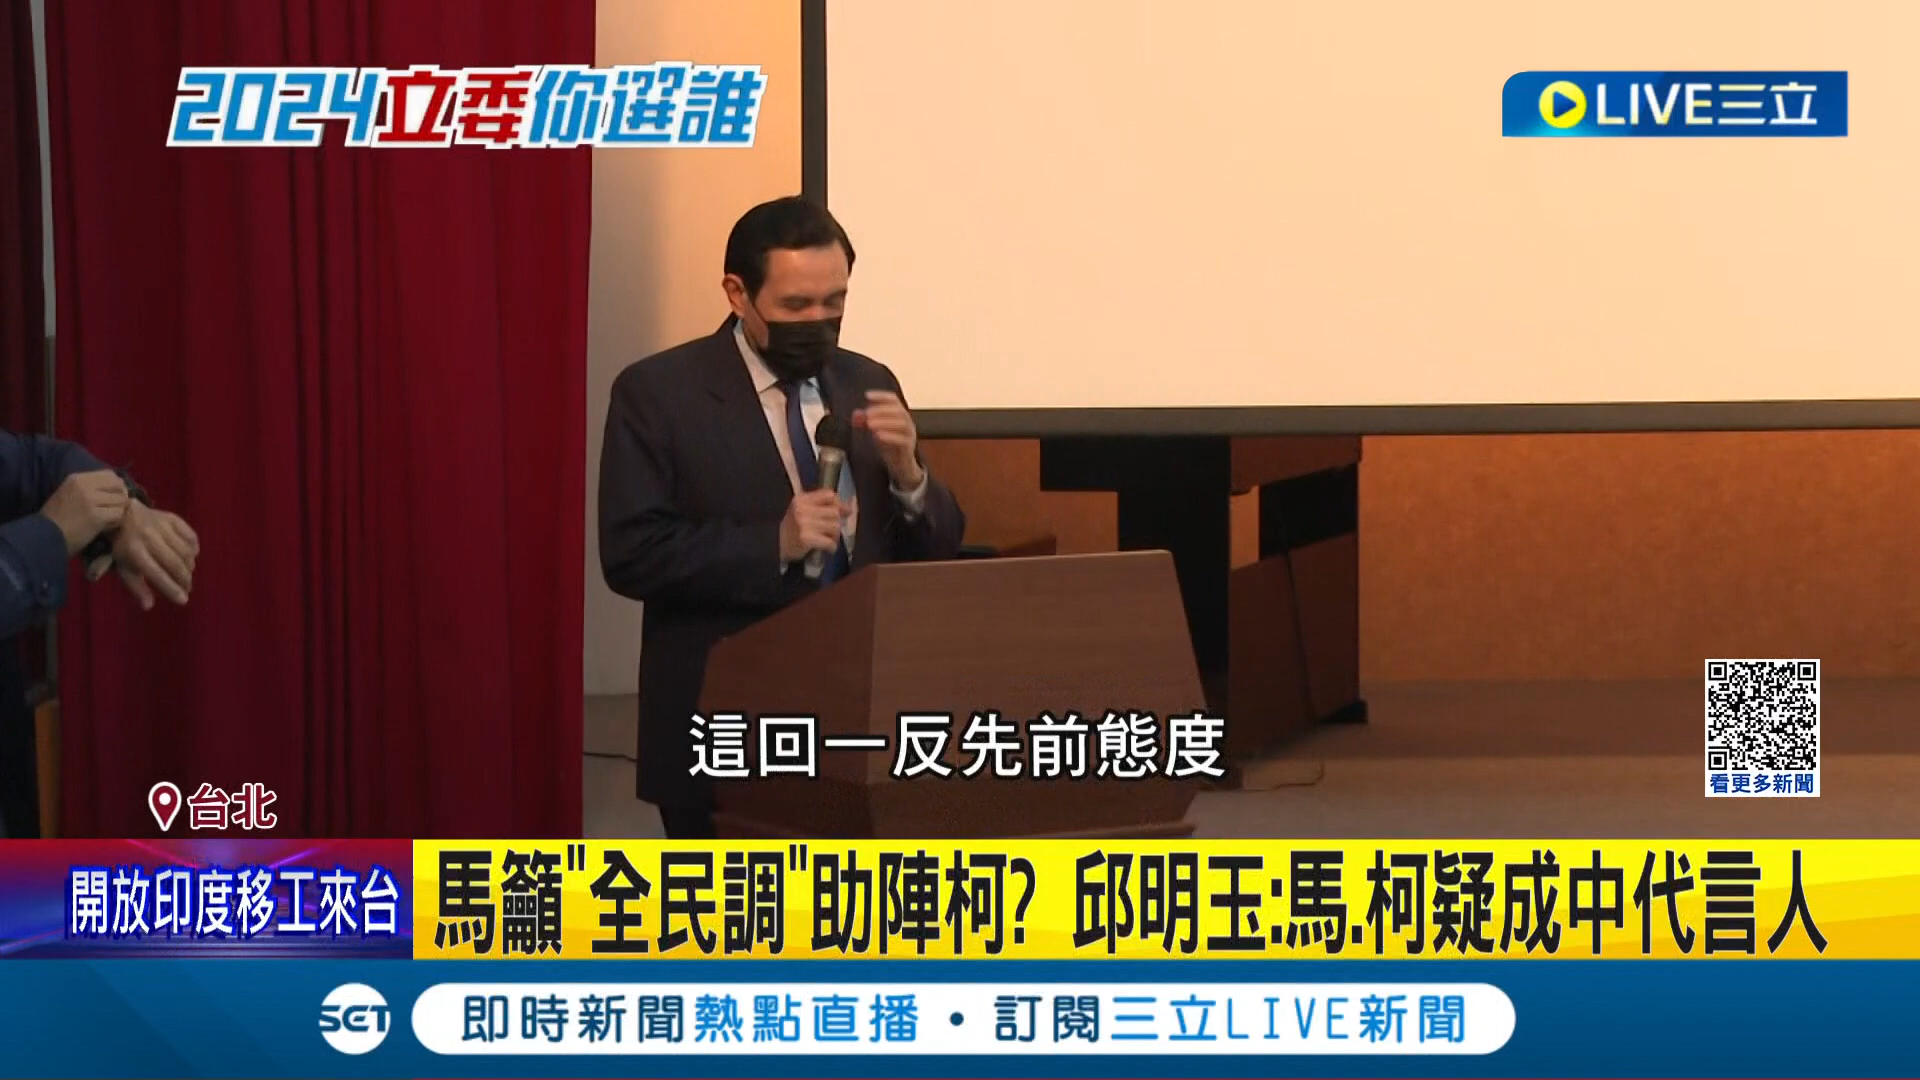 2024立委你選誰
LIVE三立
這回一反先前態度
看更多新聞
台北
開放印度移工來台
馬籲"全民調"助陣柯? 邱明玉:馬.柯疑成中代言人
SET
即時新聞熱點直播・訂閱三立LIVE新聞